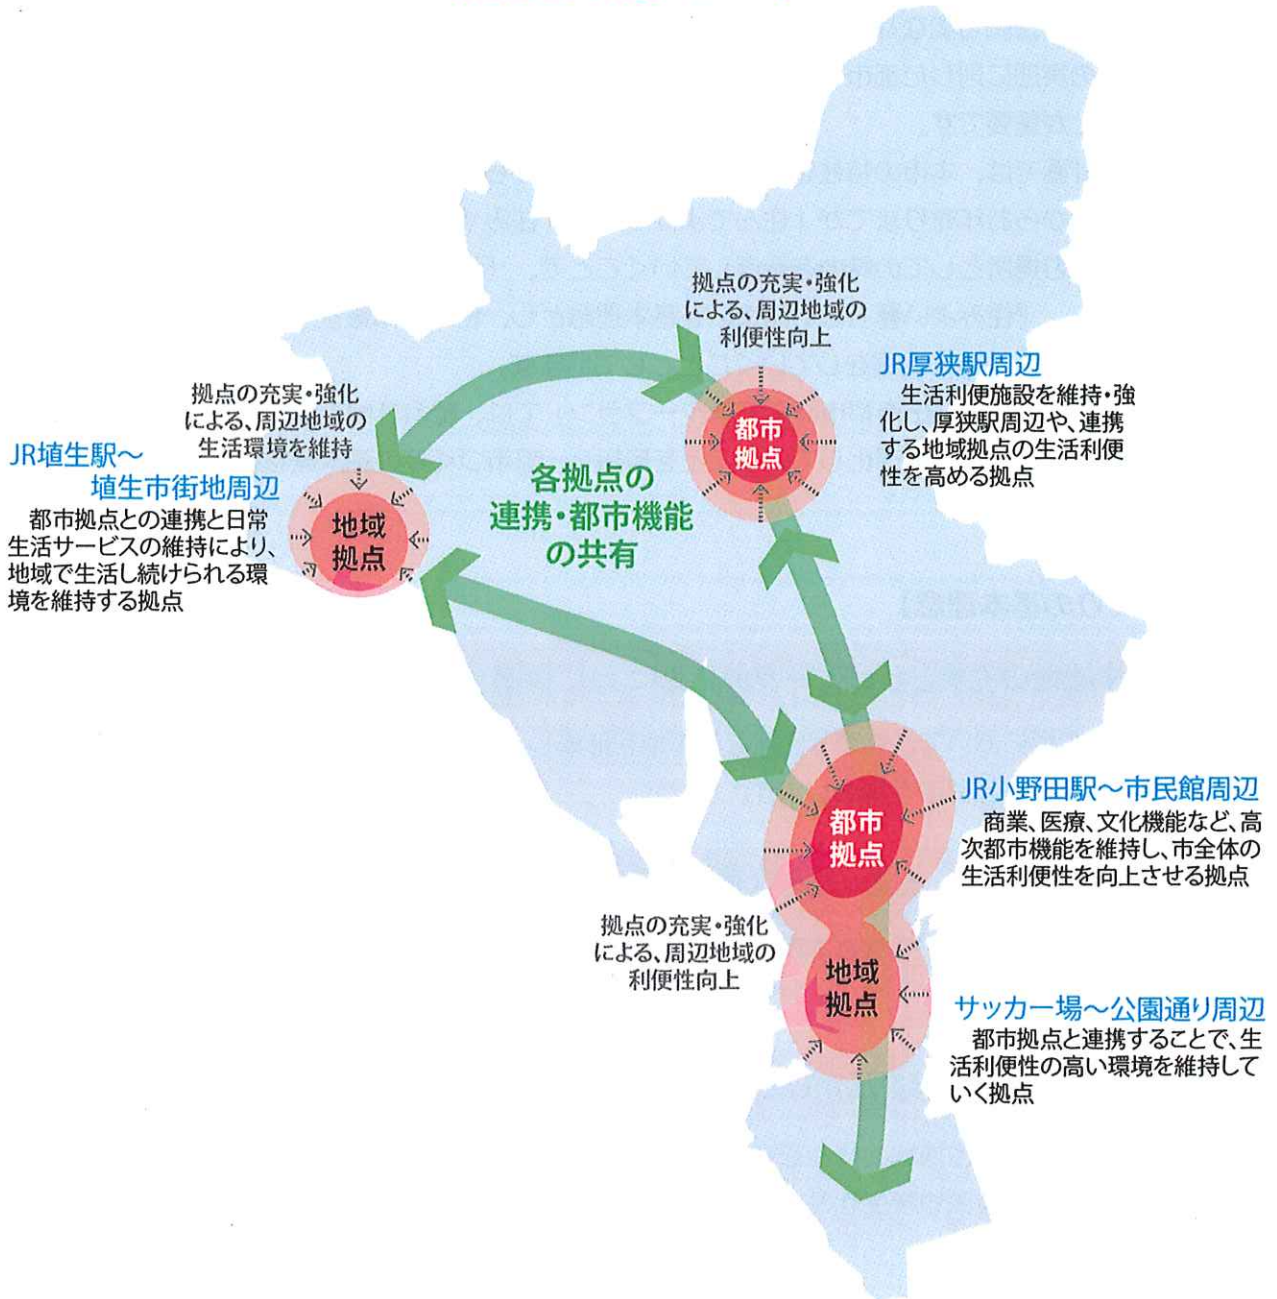 拠点の充実・強化
による、周辺地域の
利便性向上
JR厚狭駅周辺
生活利便施設を維持・強
化し、厚狭駅周辺や、連携
する地域拠点の生活利便
性を高める拠点
都市
拠点
拠点の充実・強化
による、周辺地域の
生活環境を維持
JR埴生駅～
埴生市街地周辺
都市拠点との連携と日常
生活サービスの維持により、
地域で生活し続けられる環
境を維持する拠点
地域
拠点
各拠点の
連携・都市機能
の共有
都市
拠点
JR小野田駅～市民館周辺
商業、医療、文化機能など、高
次都市機能を維持し、市全体の
生活利便性を向上させる拠点
拠点の充実・強化
による、周辺地域の
利便性向上
地域
拠点
サッカー場～公園通り周辺
都市拠点と連携することで、生
活利便性の高い環境を維持して
いく拠点